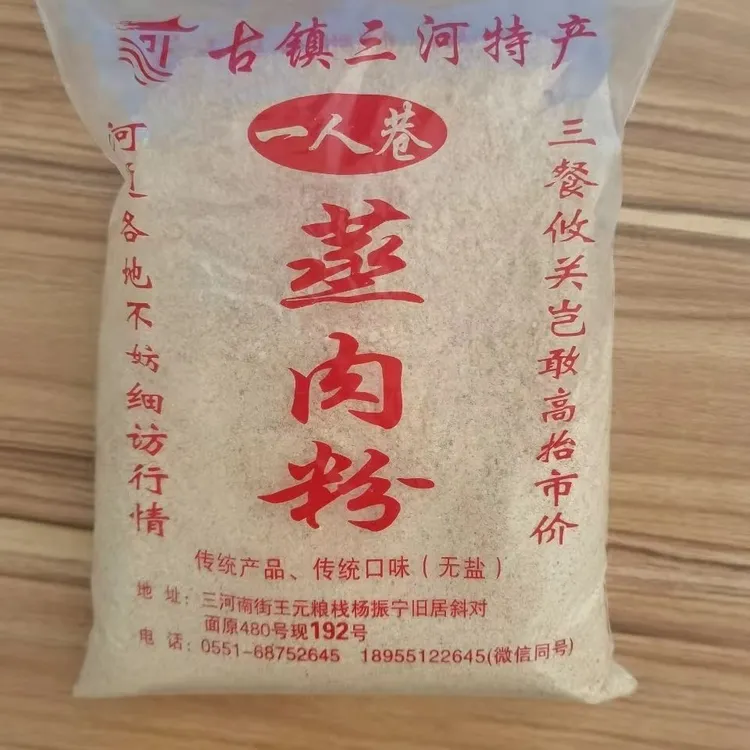 古镇三河特产
一人巷
三餐攸关岂敢高抬市价
河通各地不妨细访行情
蒸肉粉
传统产品、传统口味（无盐）
地 址：三河南街王元粮栈杨振宁旧居斜对
面原480号现192号
电 话：0551-68752645 18955122645(微信同号)